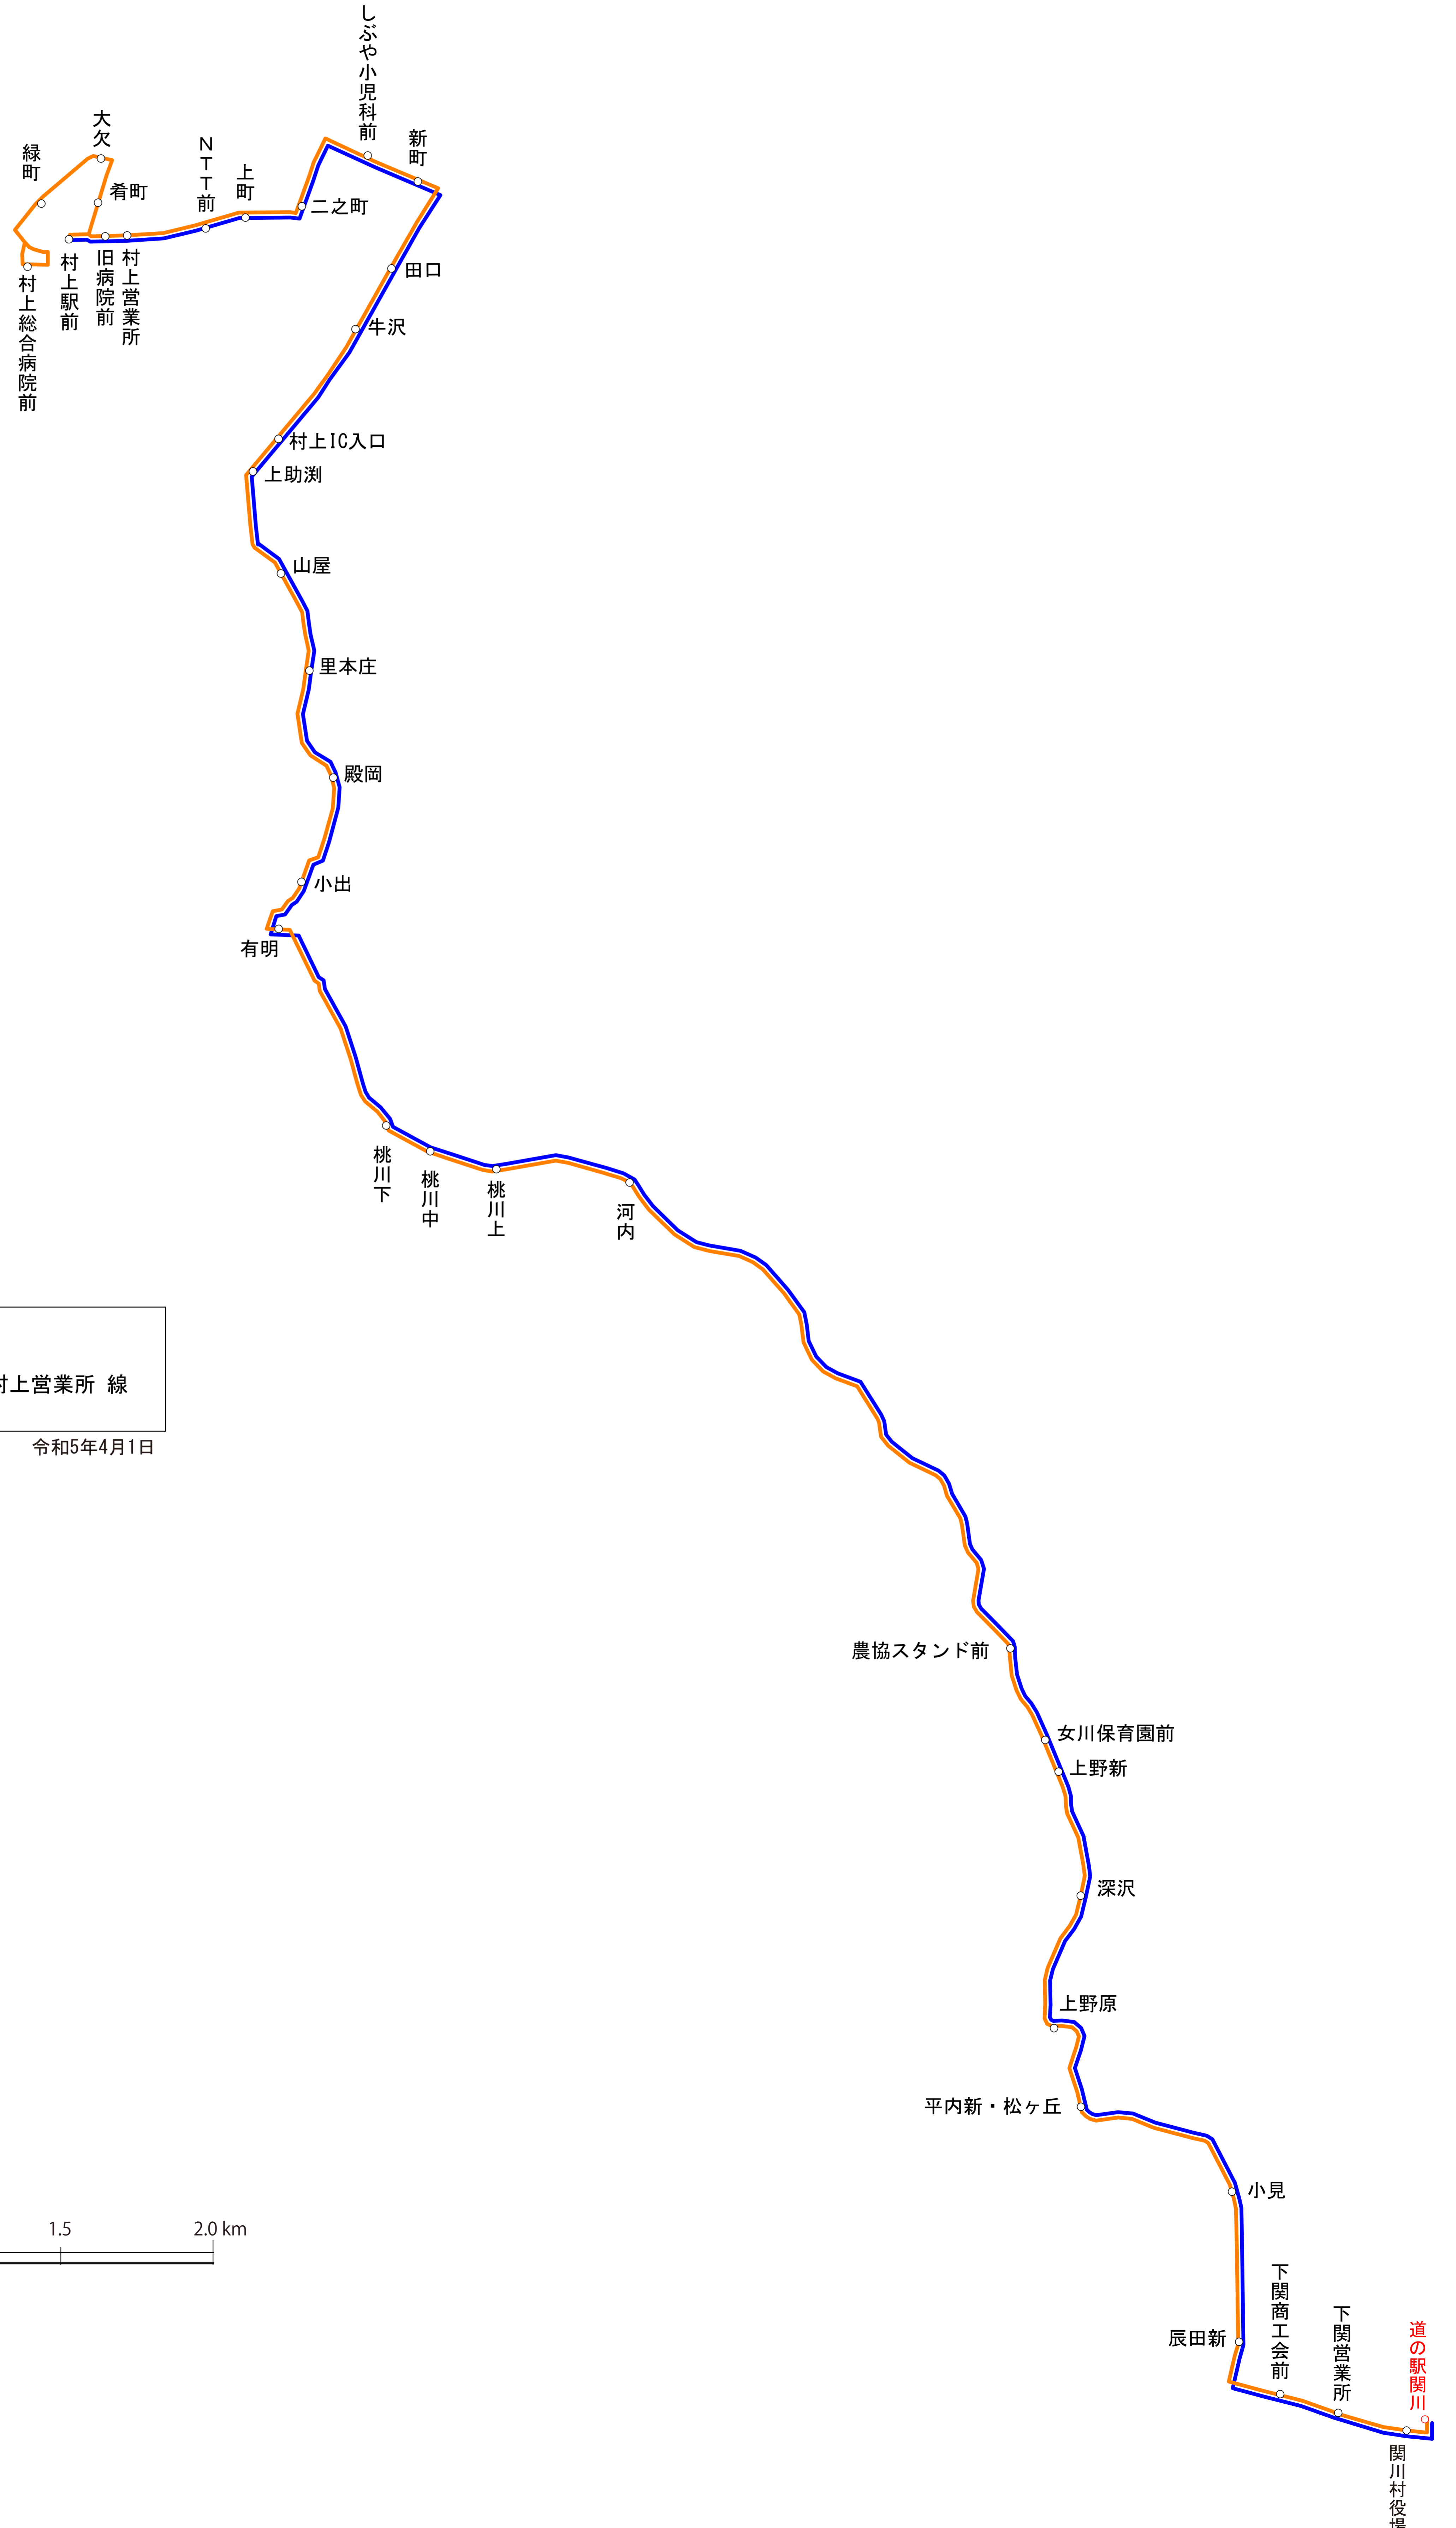 しぶや小児科前
新町
大欠
緑町
肴町
ＮＴＴ前
上町
二之町
村上総合病院前
村上駅前
旧病院前
村上営業所
田口
牛沢
村上IC入口
上助渕
山屋
里本庄
殿岡
小出
有明
桃川下
桃川中
桃川上
河内
村上営業所 線
令和5年4月1日
農協スタンド前
女川保育園前
上野新
深沢
上野原
平内新・松ヶ丘
小見
1.5
2.0 km
下関商工会前
下関営業所
道の駅関川
辰田新
関川村役場